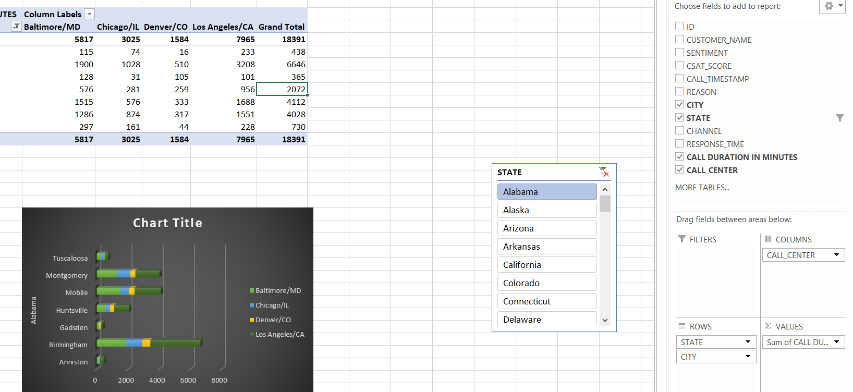 UTES Column Labels
Baltimore/MD Chicago/IL Denver/CO Los Angeles/CA Grand Total
5817 3025 1584 7965 18391
115 74 16 233 438
1900 1028 510 3208 6646
128 31 105 101 365
576 281 259 956 2072
1515 576 333 1688 4112
1286 874 317 1551 4028
297 161 44 228 730
5817 3025 1584 7965 18391
Chart Title
Alabama
Tuscaloosa
Montgomery
Mobile
Huntsville
Gadsden
Birmingham
Anniston
0 2000 4000 6000 8000
Baltimore/MD
Chicago/IL
Denver/CO
Los Angeles/CA
STATE
Alabama
Alaska
Arizona
Arkansas
California
Colorado
Connecticut
Delaware
Choose fields to add to report:
ID
CUSTOMER_NAME
SENTIMENT
CSAT_SCORE
CALL_TIMESTAMP
REASON
CITY
STATE
CHANNEL
RESPONSE_TIME
CALL DURATION IN MINUTES
CALL_CENTER
MORE TABLES...
Drag fields between areas below:
FILTERS
COLUMNS
CALL_CENTER
ROWS
STATE
CITY
Σ VALUES
Sum of CALL DU...